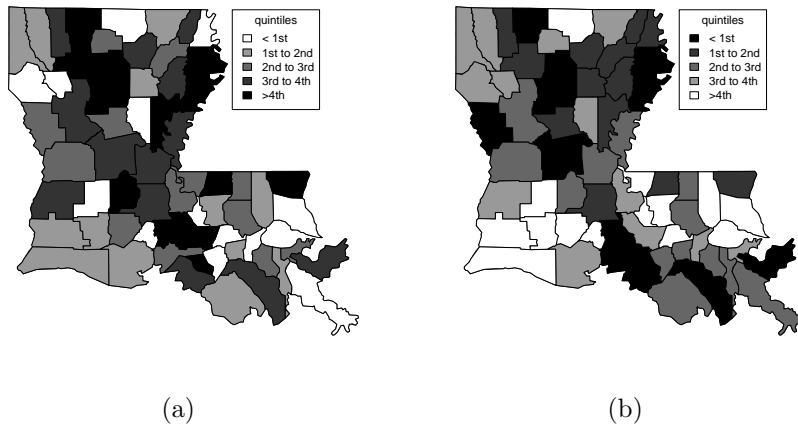 quintiles
< 1st
1st to 2nd
2nd to 3rd
3rd to 4th
>4th
quintiles
< 1st
1st to 2nd
2nd to 3rd
3rd to 4th
>4th
(a)
(b)